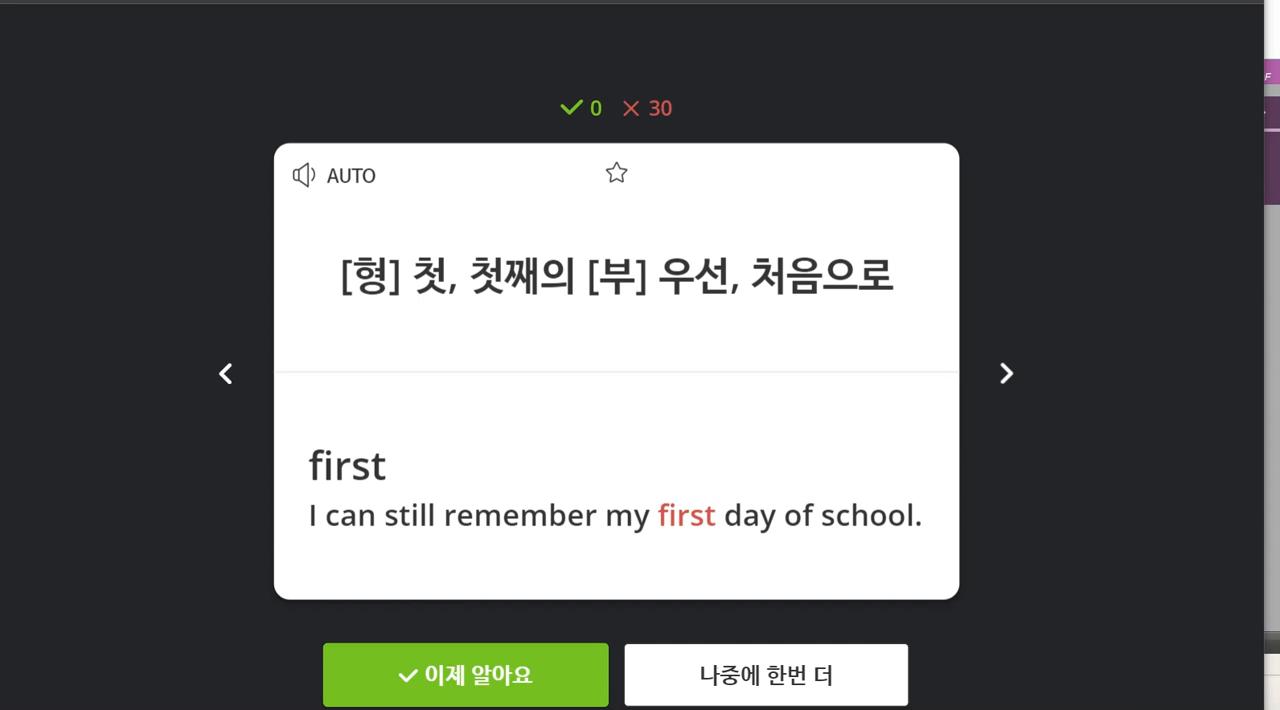 0 30
AUTO
[형] 첫, 첫째의 [부] 우선, 처음으로
first
I can still remember my first day of school.
이제 알아요 나중에 한번 더